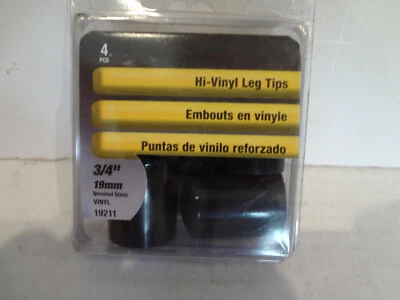 4
PCS
Hi-Vinyl Leg Tips
Embouts en vinyle
Puntas de vinilo reforzado
3/4"
19mm
Nominal Sizes
VINYL
19211